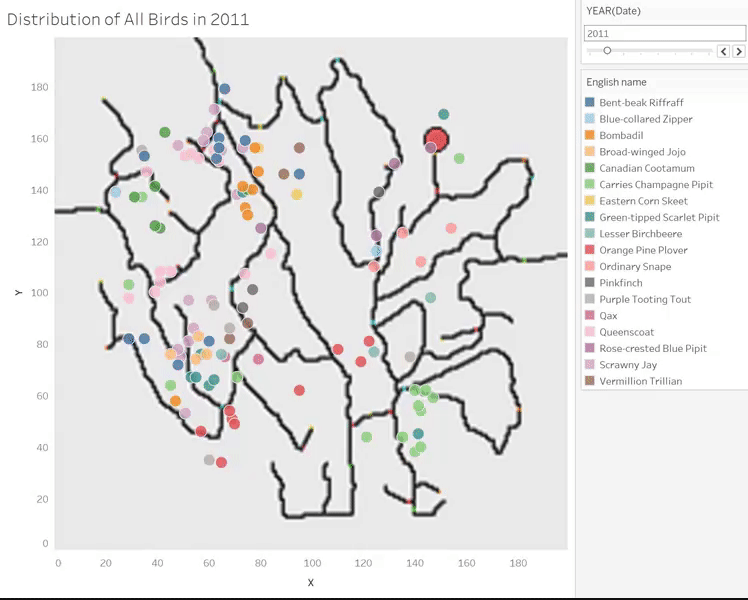 Distribution of All Birds in 2011
YEAR(Date)
2011
English name
Bent-beak Riffraff
Blue-collared Zipper
Bombadil
Broad-winged Jojo
Canadian Cootamum
Carries Champagne Pipit
Eastern Corn Skeet
Green-tipped Scarlet Pipit
Lesser Birchbeere
Orange Pine Plover
Ordinary Snape
Pinkfinch
Purple Tooting Tout
Qax
Queenscoat
Rose-crested Blue Pipit
Scrawny Jay
Vermillion Trillian
Y
180
160
140
120
100
80
60
40
20
0
0 20 40 60 80 100 120 140 160 180
X